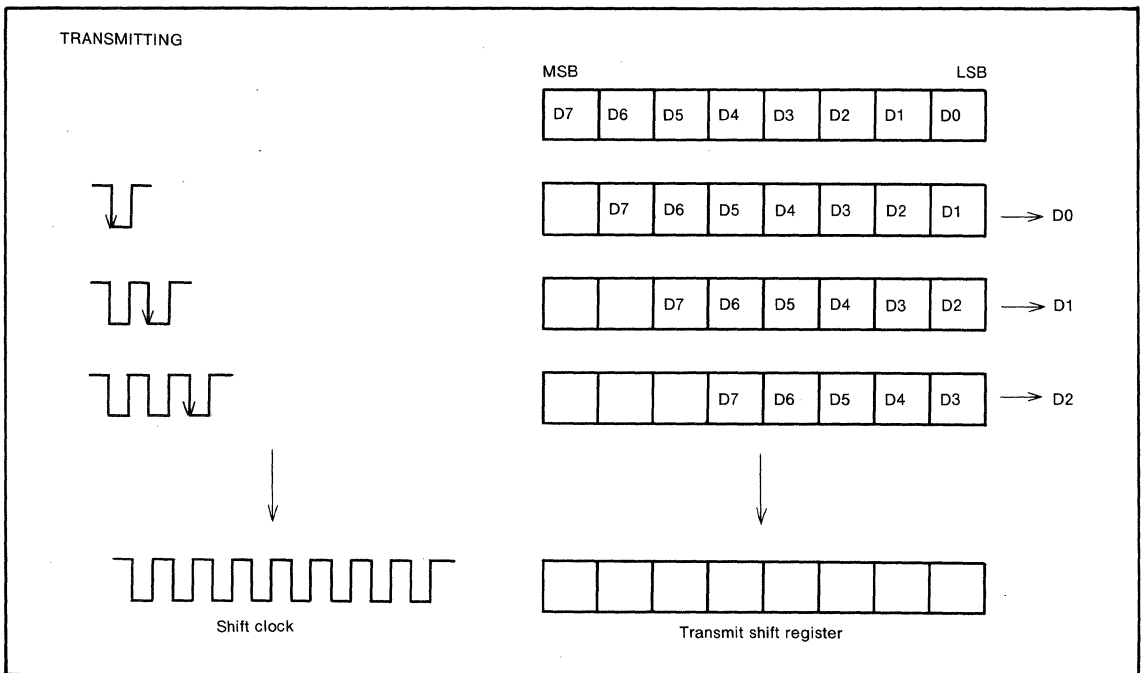 TRANSMITTING
MSB LSB
D7 D6 D5 D4 D3 D2 D1 D0
D7 D6 D5 D4 D3 D2 D1 D0
D7 D6 D5 D4 D3 D2 D1
D7 D6 D5 D4 D3 D2
Shift clock
Transmit shift register